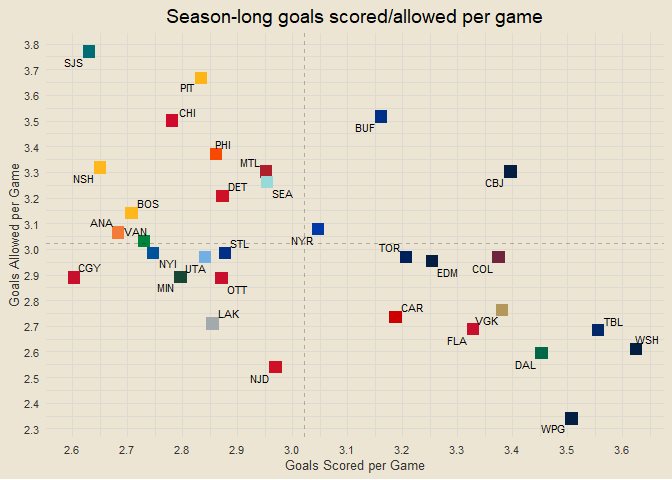 Season-long goals scored/allowed per game
3.8
SJS
3.7
PIT
3.6
CHI
BUF
3.5
PHI
3.4
MTL
3.3
NSH
DET
SEA
CBJ
3.2
BOS
3.1
ANA
VAN
NYR
STL
TOR
3.0
CGY
NYI
UTA
EDM
COL
2.9
MIN
OTT
2.8
LAK
CAR
VGK
TBL
2.7
FLA
WSH
2.6
DAL
2.5
NJD
2.4
WPG
2.3
Goals Allowed per Game
2.6 2.7 2.8 2.9 3.0 3.1 3.2 3.3 3.4 3.5 3.6
Goals Scored per Game